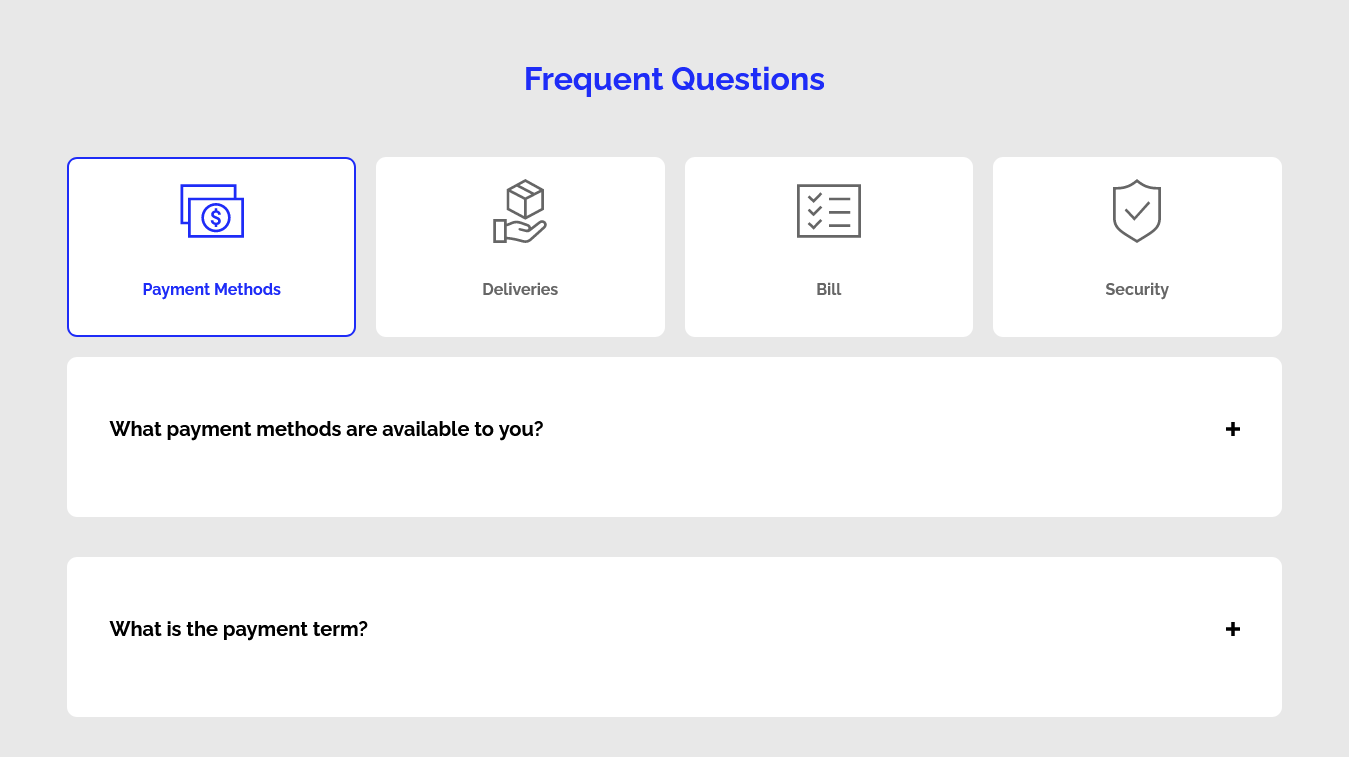 Frequent Questions
Payment Methods
Deliveries
Bill
Security
What payment methods are available to you?
+
What is the payment term?
+